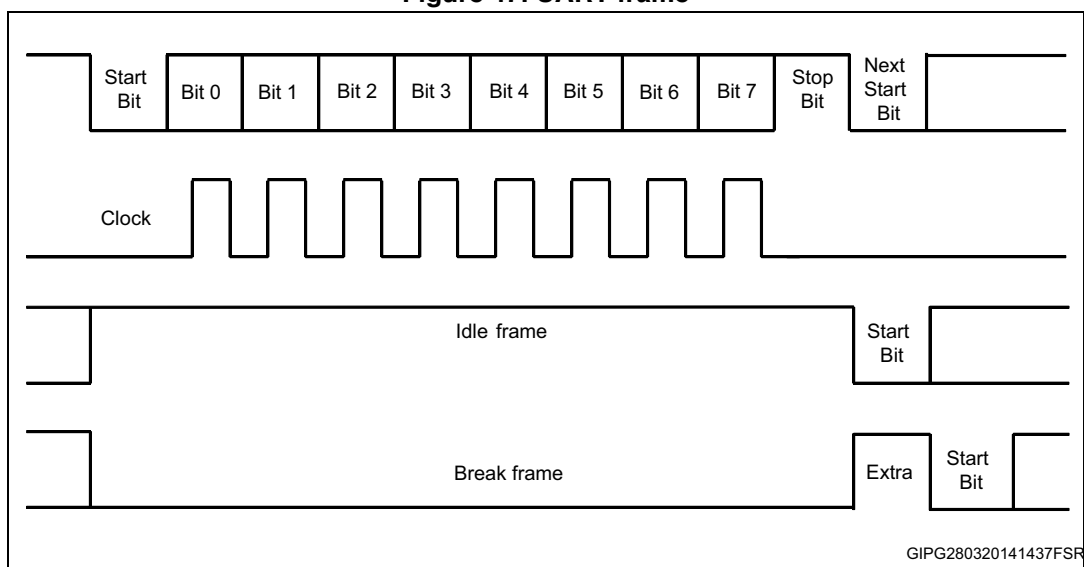 Start Bit
Bit 0
Bit 1
Bit 2
Bit 3
Bit 4
Bit 5
Bit 6
Bit 7
Stop Bit
Next Start Bit
Clock
Idle frame
Start Bit
Break frame
Extra
Start Bit
GIPG280320141437FSR